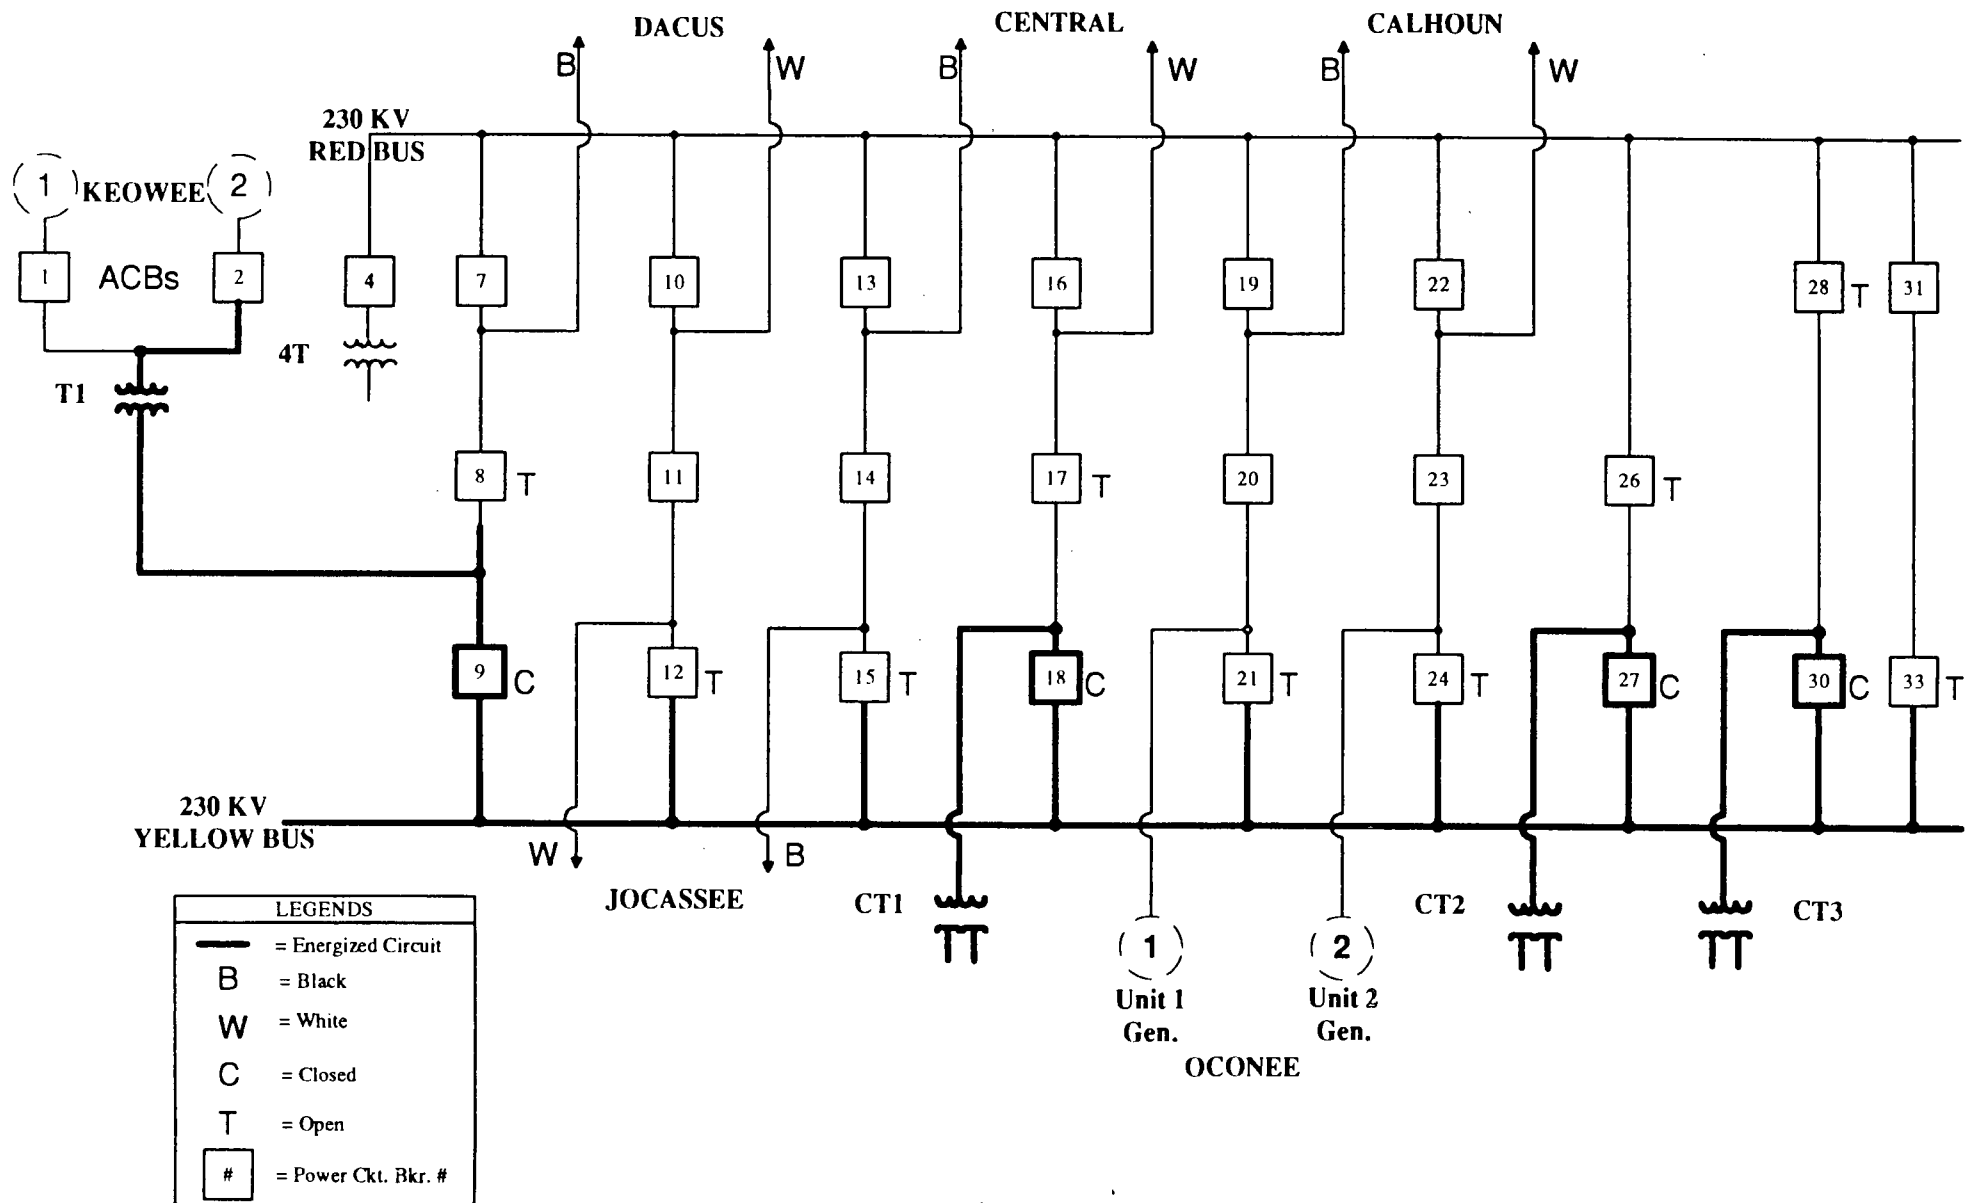 DACUS
CENTRAL
CALHOUN
B
W
B
W
B
W
230 KV
RED BUS
1 KEOWEE 2
1 ACBs 2
4
7
10
13
16
19
22
28 T
31
4T
T1
8 T
11
14
17 T
20
23
26 T
9 C
12 T
15 T
18 C
21 T
24 T
27 C
30 C
33 T
230 KV
YELLOW BUS
W
B
JOCASSEE
CT1
CT2
CT3
1
2
Unit 1
Gen.
Unit 2
Gen.
OCONEE
LEGENDS
= Energized Circuit
B = Black
W = White
C = Closed
T = Open
# = Power Ckt. Bkr. #